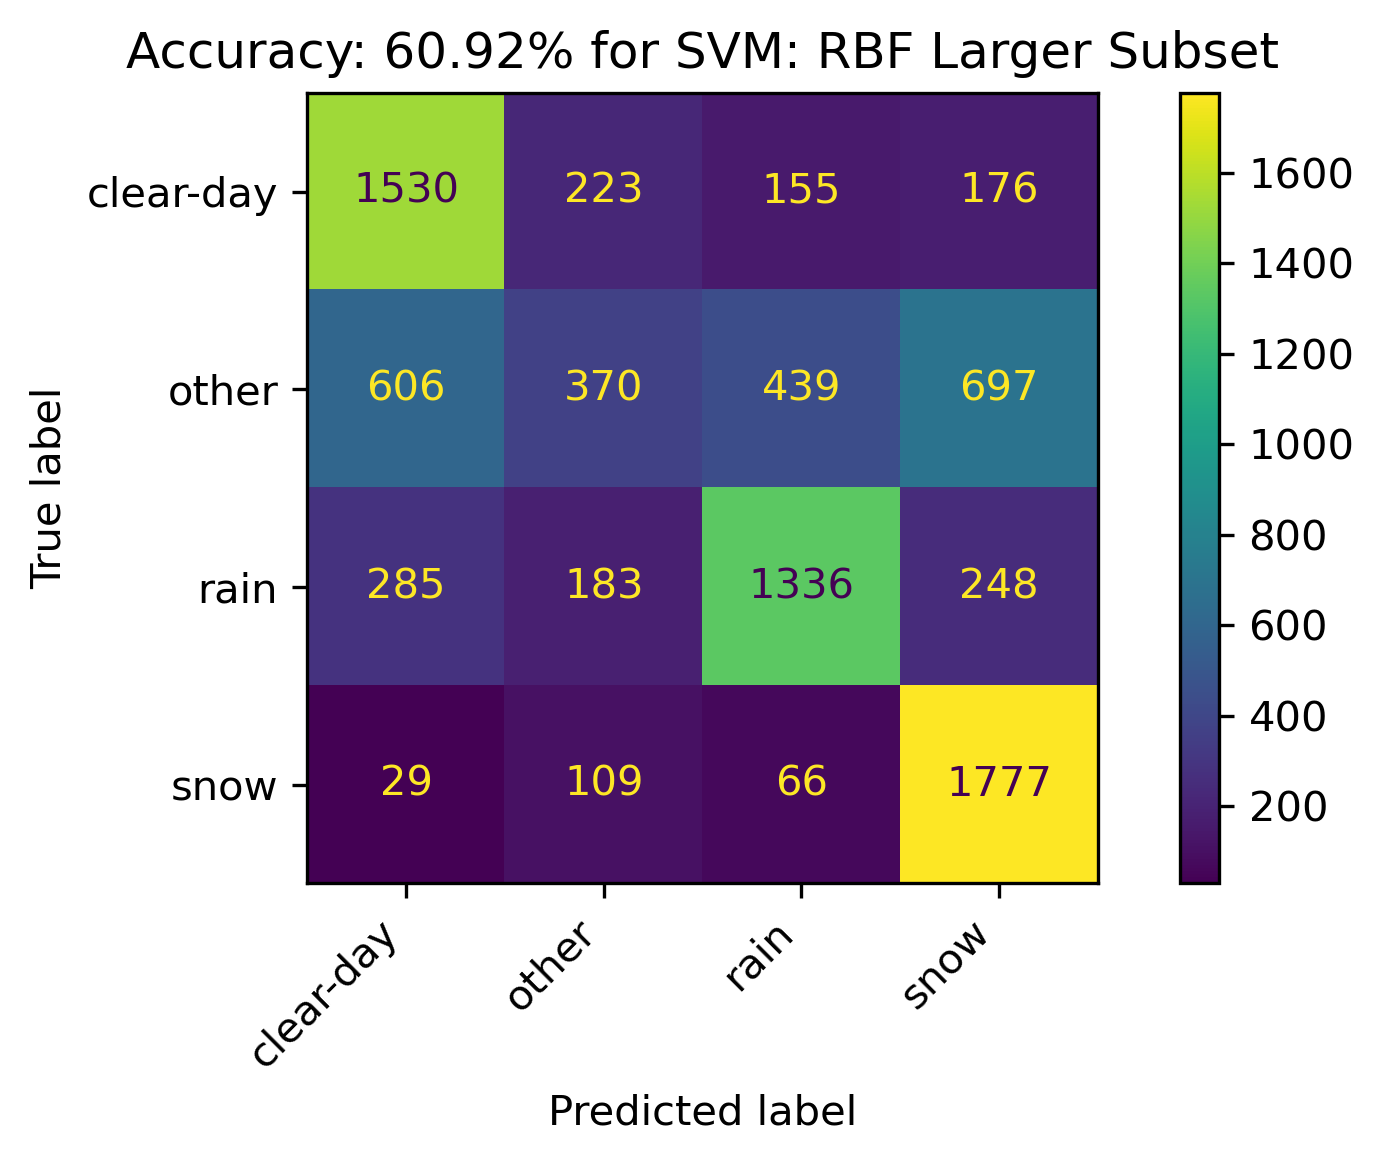 Accuracy: 60.92% for SVM: RBF Larger Subset
True label
clear-day 1530 223 155 176
other 606 370 439 697
rain 285 183 1336 248
snow 29 109 66 1777
clear-day other rain snow
Predicted label
1600
1400
1200
1000
800
600
400
200